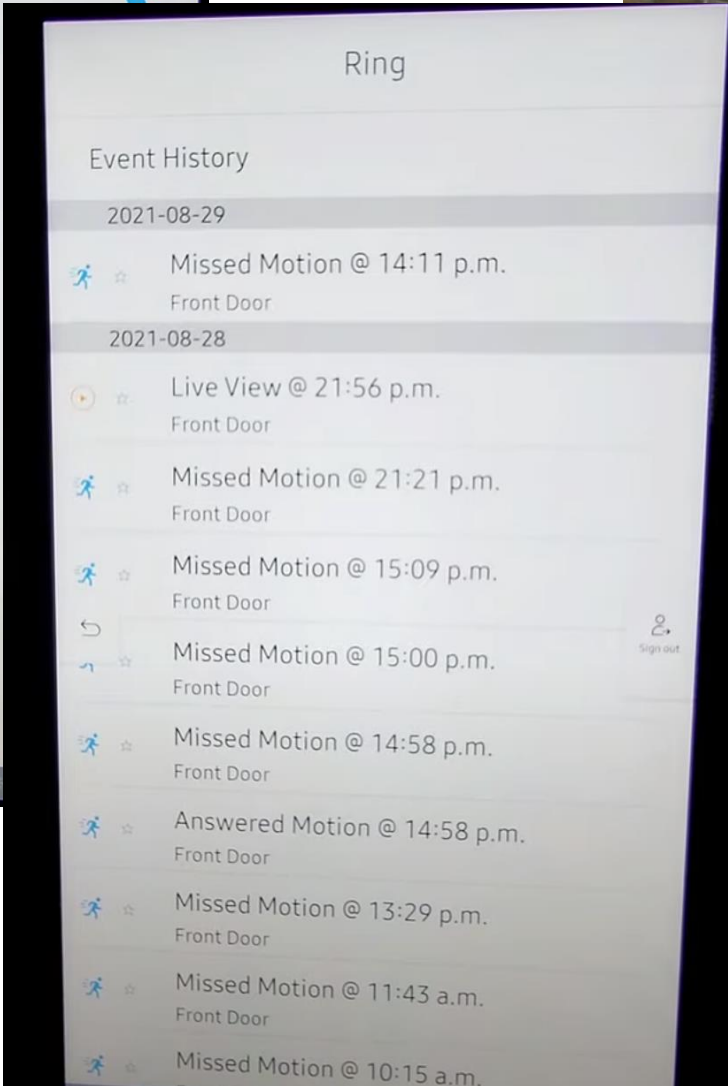 Ring
Event History
2021-08-29
Missed Motion @ 14:11 p.m.
Front Door
2021-08-28
Live View @ 21:56 p.m.
Front Door
Missed Motion @ 21:21 p.m.
Front Door
Missed Motion @ 15:09 p.m.
Front Door
Sign out
Missed Motion @ 15:00 p.m.
Front Door
Missed Motion @ 14:58 p.m.
Front Door
Answered Motion @ 14:58 p.m.
Front Door
Missed Motion @ 13:29 p.m.
Front Door
Missed Motion @ 11:43 a.m.
Front Door
Missed Motion @ 10:15 a.m.